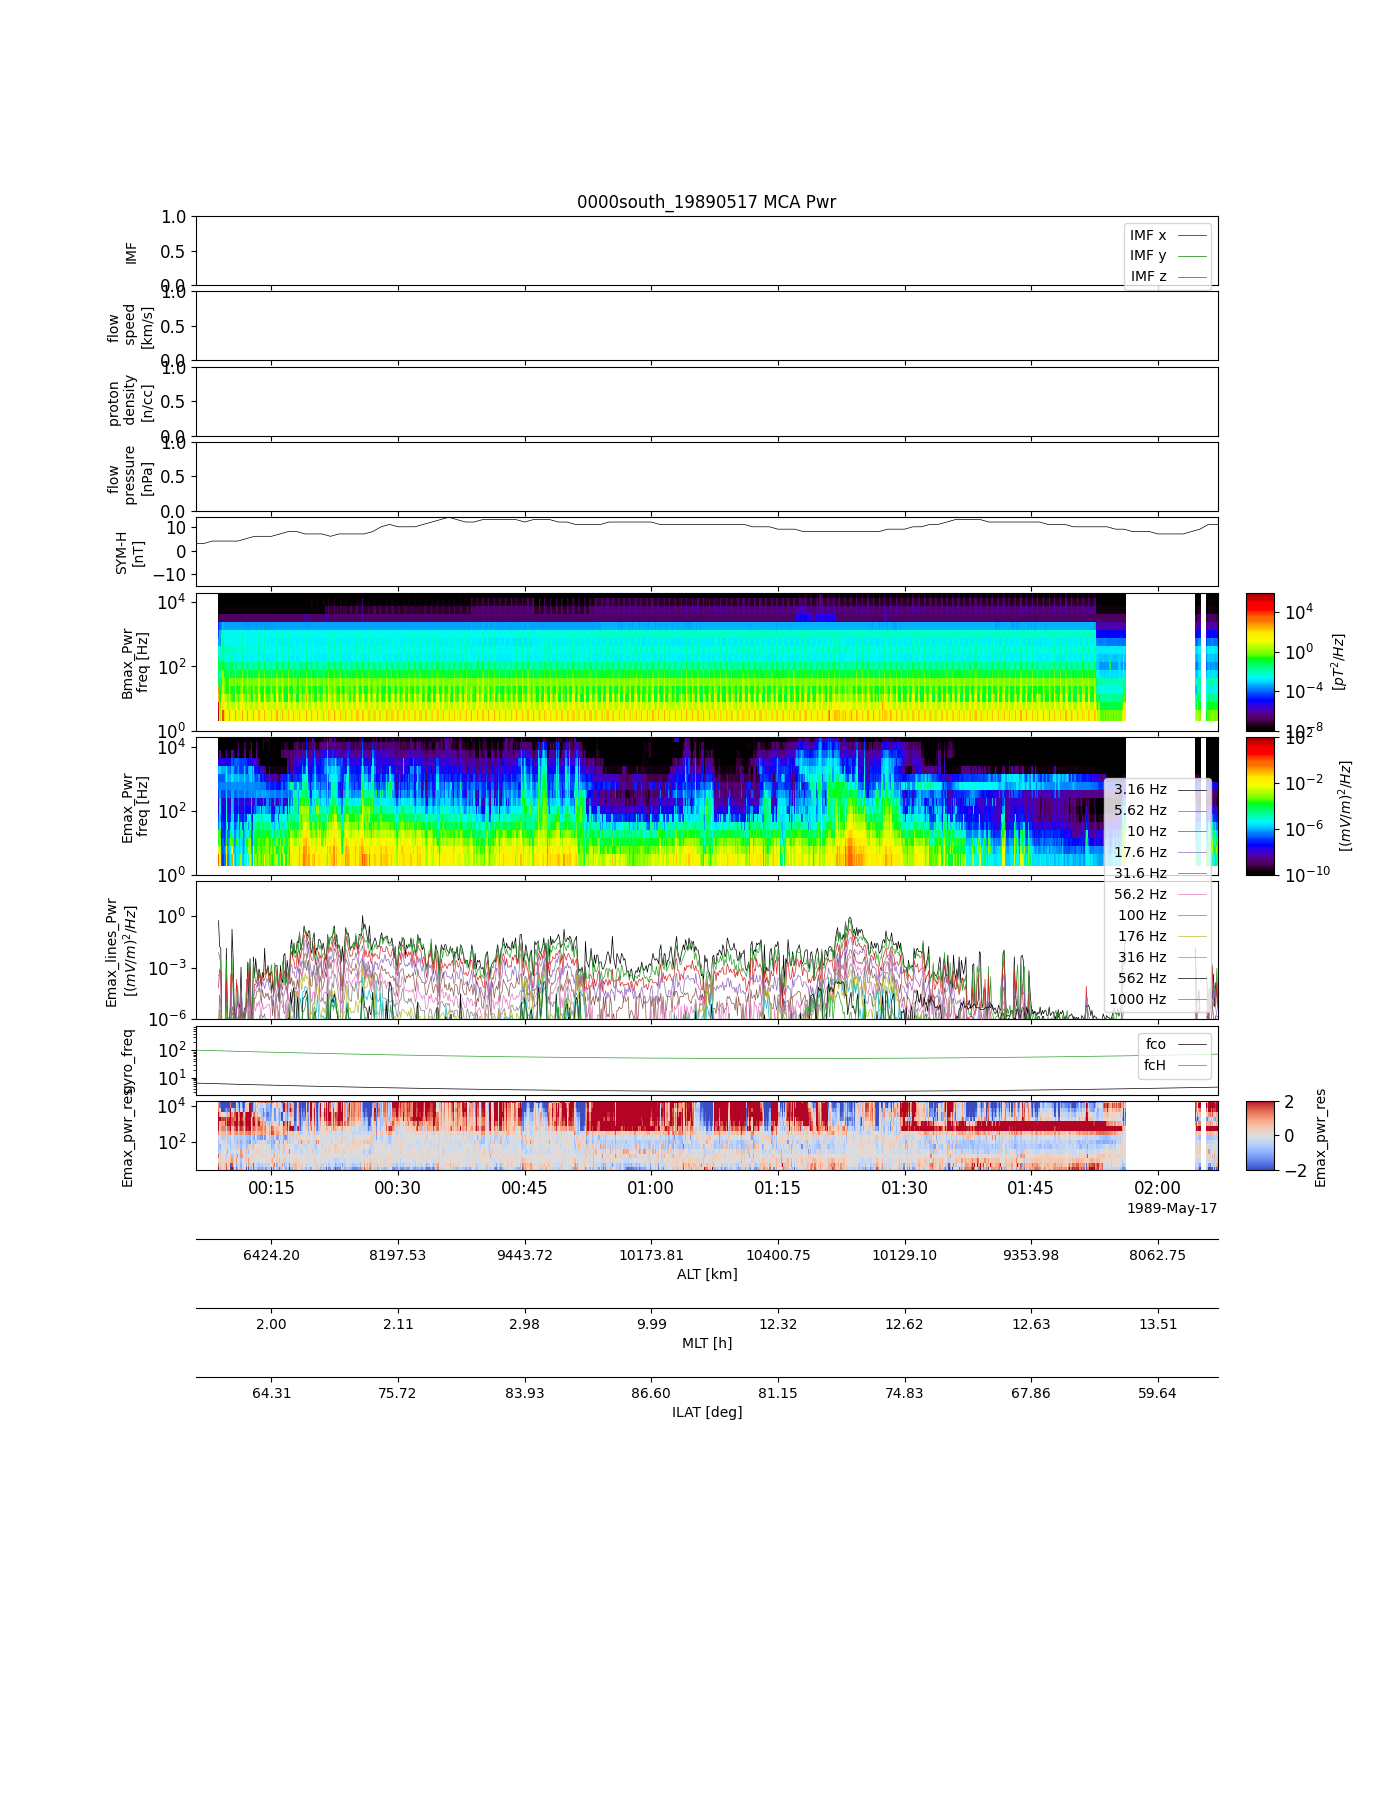 0000south_19890517 MCA Pwr
1.0
0.5
0.0
IMF
IMF x
IMF y
IMF z
1.0
0.5
0.0
flow
speed
[km/s]
1.0
0.5
0.0
proton
density
[n/cc]
1.0
0.5
0.0
flow
pressure
[nPa]
10
0
−10
SYM-H
[nT]
10^4
10^2
10^0
Bmax_Pwr
freq [Hz]
10^4
10^0
10^−4
10^−8
[pT^2/Hz]
10^4
10^2
10^0
Emax_Pwr
freq [Hz]
10^2
10^−2
10^−6
10^−10
[(mV/m)^2/Hz]
3.16 Hz
5.62 Hz
10 Hz
17.6 Hz
31.6 Hz
56.2 Hz
100 Hz
176 Hz
316 Hz
562 Hz
1000 Hz
10^0
10^−3
10^−6
Emax_lines_Pwr
[(mV/m)^2/Hz]
10^2
10^1
gyro_freq
fco
fcH
10^4
10^2
Emax_pwr_res
2
0
−2
Emax_pwr_res
00:15 00:30 00:45 01:00 01:15 01:30 01:45 02:00
1989-May-17
6424.20 8197.53 9443.72 10173.81 10400.75 10129.10 9353.98 8062.75
ALT [km]
2.00 2.11 2.98 9.99 12.32 12.62 12.63 13.51
MLT [h]
64.31 75.72 83.93 86.60 81.15 74.83 67.86 59.64
ILAT [deg]